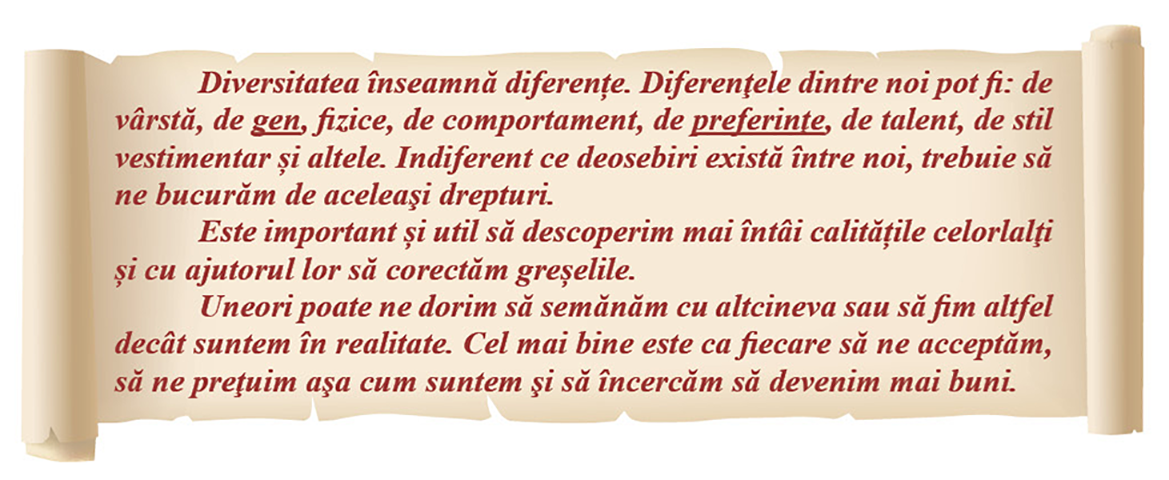 Diversitatea înseamnă diferențe. Diferenţele dintre noi pot fi: de
vârstă, de gen, fizice, de comportament, de preferințe, de talent, de stil
vestimentar și altele. Indiferent ce deosebiri există între noi, trebuie să
ne bucurăm de aceleaşi drepturi.
Este important și util să descoperim mai întâi calitățile celorlalţi
și cu ajutorul lor să corectăm greșelile.
Uneori poate ne dorim să semănăm cu altcineva sau să fim altfel
decât suntem în realitate. Cel mai bine este ca fiecare să ne acceptăm,
să ne preţuim aşa cum suntem şi să încercăm să devenim mai buni.